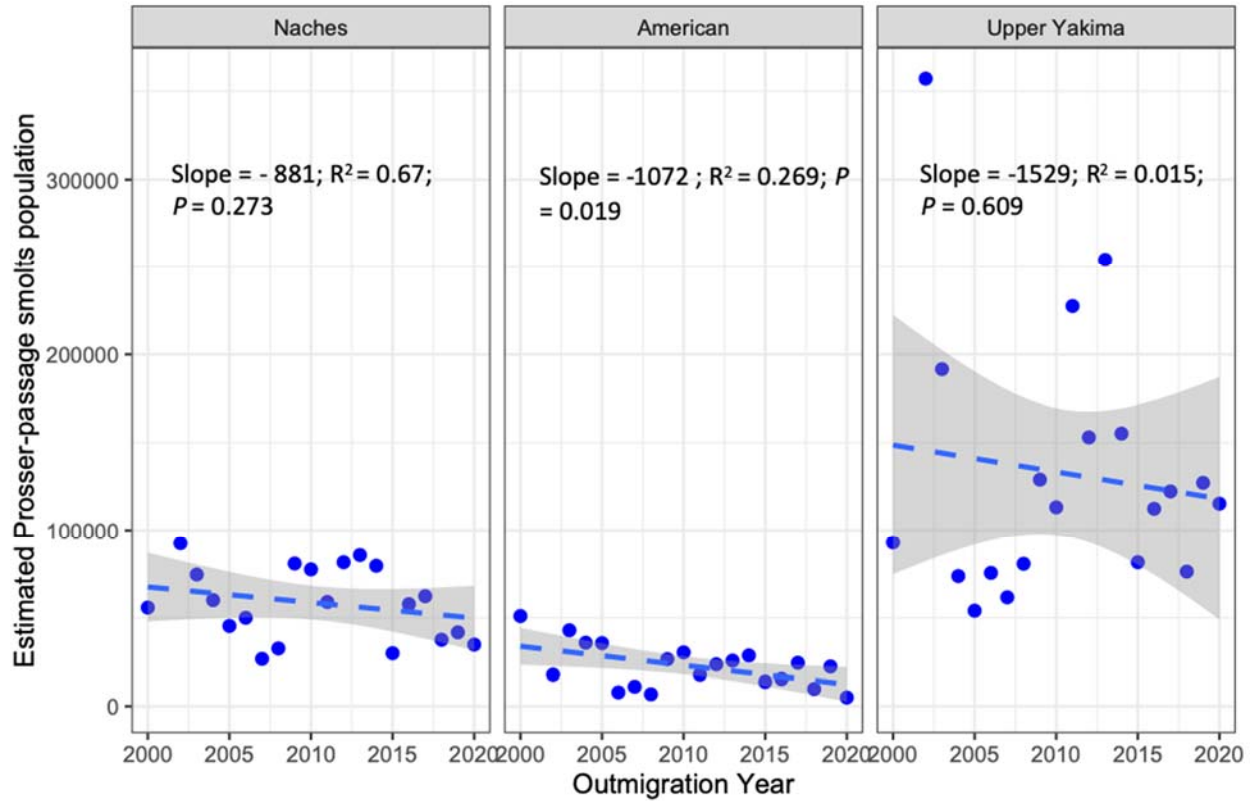 Naches
American
Upper Yakima
Estimated Prosser-passage smolts population
300000
200000
100000
0
Slope = - 881; R² = 0.67;
P = 0.273
Slope = -1072 ; R² = 0.269; P
= 0.019
Slope = -1529; R² = 0.015;
P = 0.609
2000 2005 2010 2015 2020
2000 2005 2010 2015 2020
2000 2005 2010 2015 2020
Outmigration Year